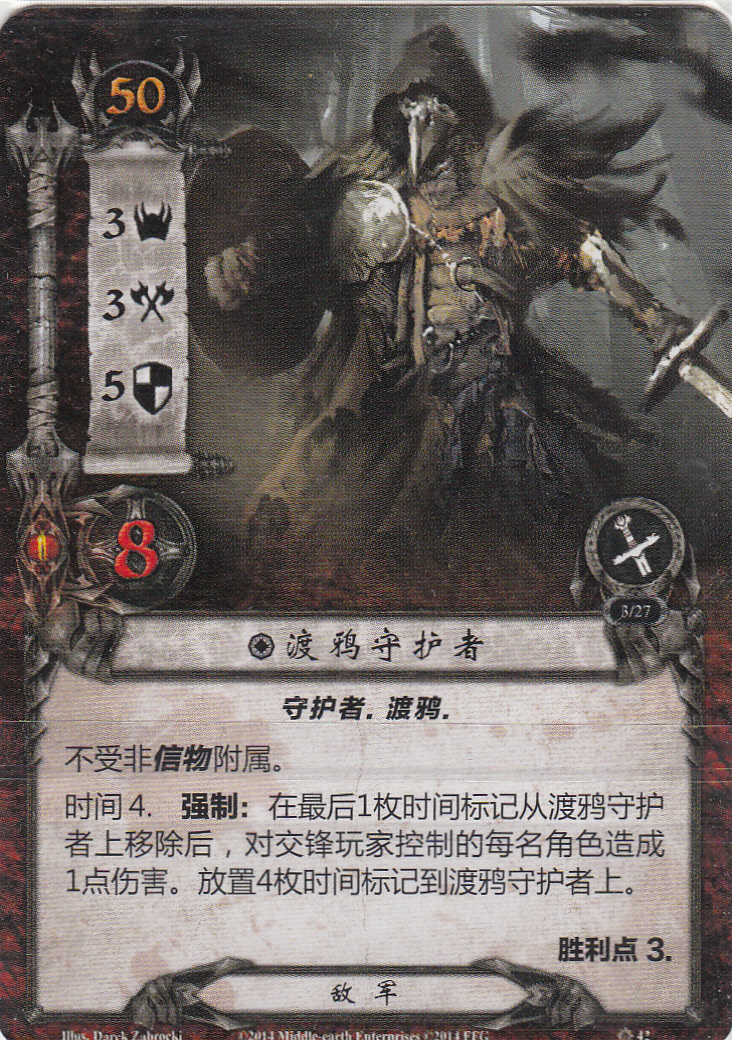 50
3
3
5
8
3/27
渡鸦守护者
守护者. 渡鸦.
不受非信物附属。
时间 4. 强制：在最后1枚时间标记从渡鸦守护
者上移除后，对交锋玩家控制的每名角色造成
1点伤害。放置4枚时间标记到渡鸦守护者上。
胜利点 3.
敌 军
Illus. Darek Zabrocki ©2014 Middle-earth Enterprises ©2014 FFG 42